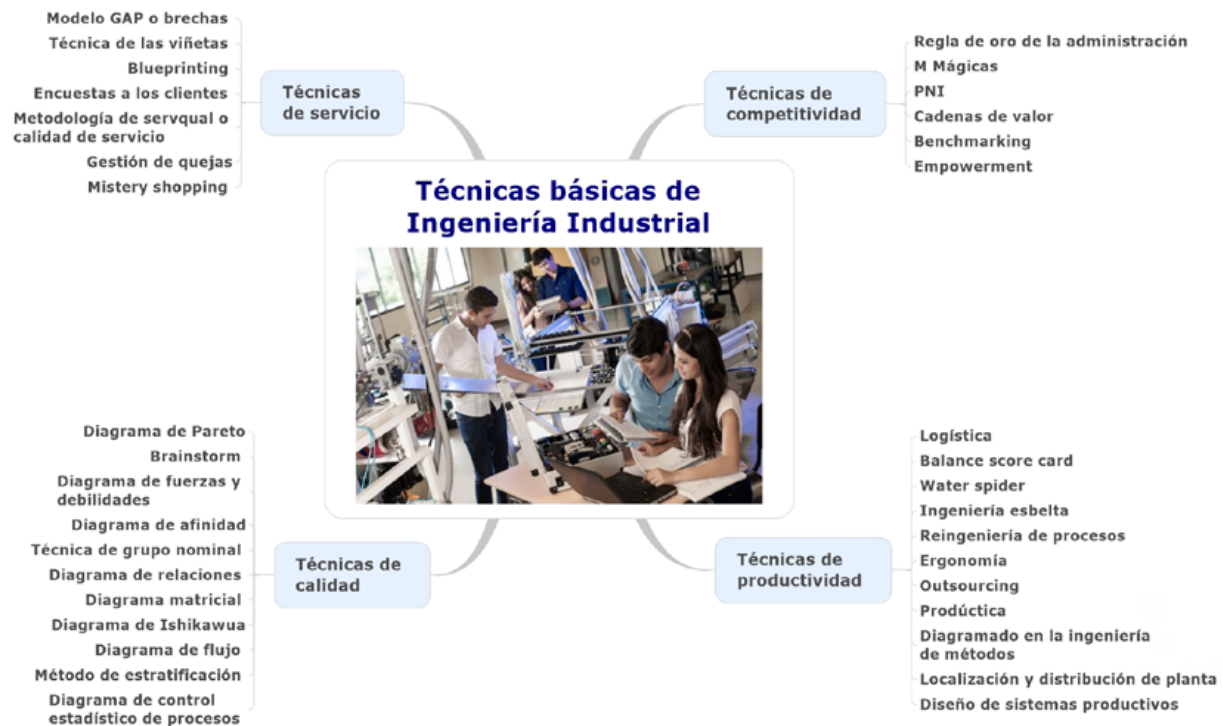 Técnicas básicas de
Ingeniería Industrial
Técnicas
de servicio
Modelo GAP o brechas
Técnica de las viñetas
Blueprinting
Encuestas a los clientes
Metodología de servqual o
calidad de servicio
Gestión de quejas
Mistery shopping
Técnicas de
competitividad
Regla de oro de la administración
M Mágicas
PNI
Cadenas de valor
Benchmarking
Empowerment
Técnicas de
calidad
Diagrama de Pareto
Brainstorm
Diagrama de fuerzas y
debilidades
Diagrama de afinidad
Técnica de grupo nominal
Diagrama de relaciones
Diagrama matricial
Diagrama de Ishikawua
Diagrama de flujo
Método de estratificación
Diagrama de control
estadístico de procesos
Técnicas de
productividad
Logística
Balance score card
Water spider
Ingeniería esbelta
Reingeniería de procesos
Ergonomía
Outsourcing
Prodúctica
Diagramado en la ingeniería
de métodos
Localización y distribución de planta
Diseño de sistemas productivos